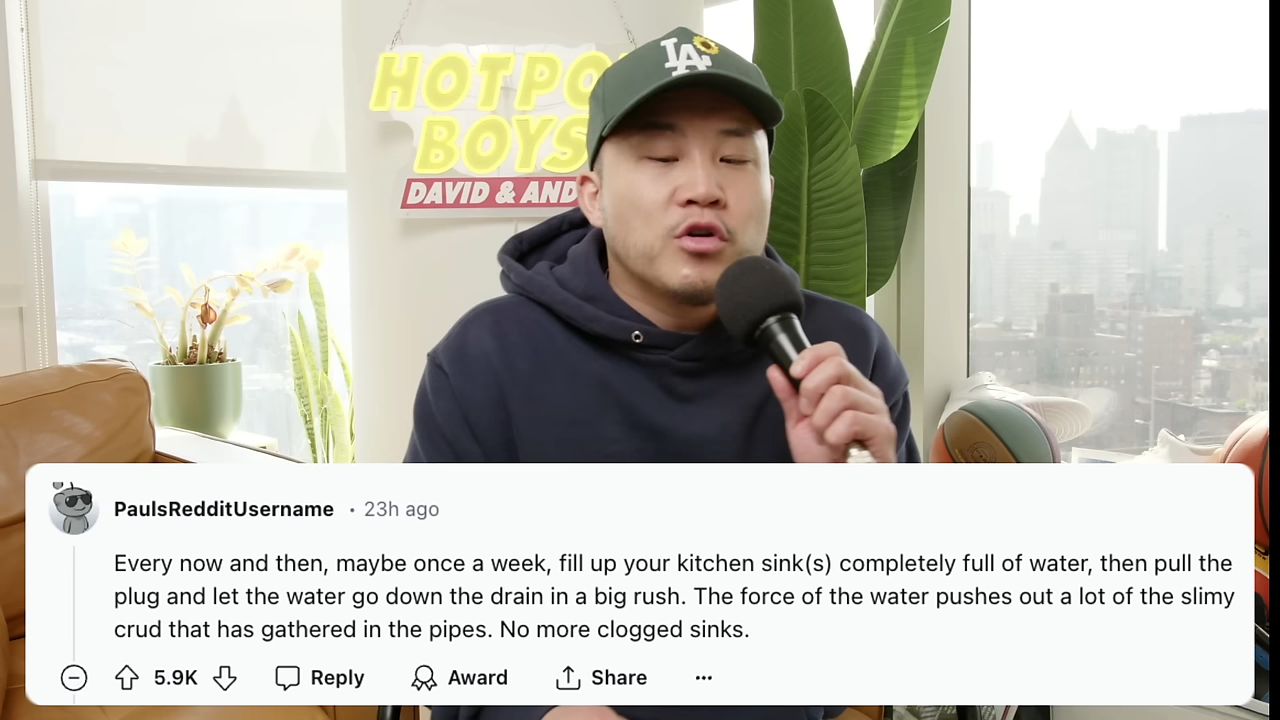 LA
HOTPO
BOYS
DAVID & AND
PaulsRedditUsername • 23h ago
Every now and then, maybe once a week, fill up your kitchen sink(s) completely full of water, then pull the
plug and let the water go down the drain in a big rush. The force of the water pushes out a lot of the slimy
crud that has gathered in the pipes. No more clogged sinks.
5.9K Reply Award Share ···